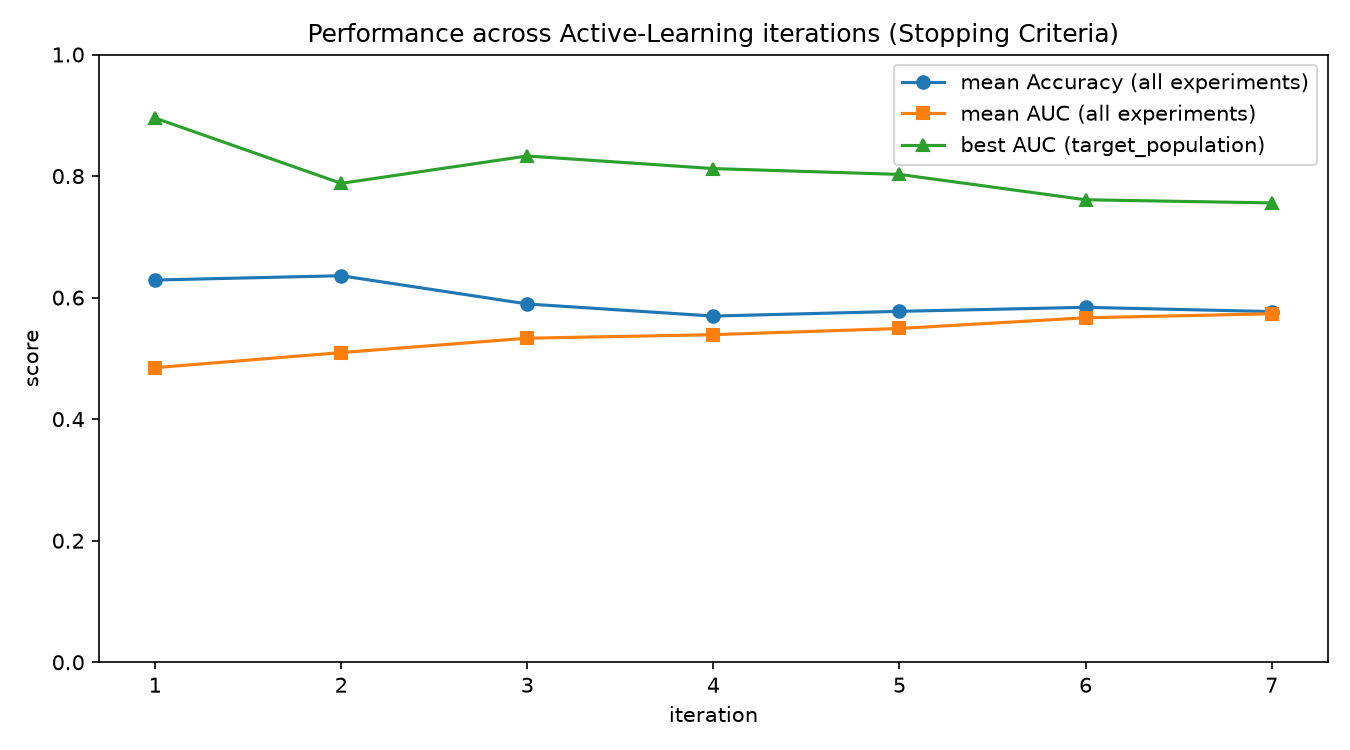 Performance across Active-Learning iterations (Stopping Criteria)
mean Accuracy (all experiments)
mean AUC (all experiments)
best AUC (target_population)
score
1.0
0.8
0.6
0.4
0.2
0.0
1 2 3 4 5 6 7
iteration